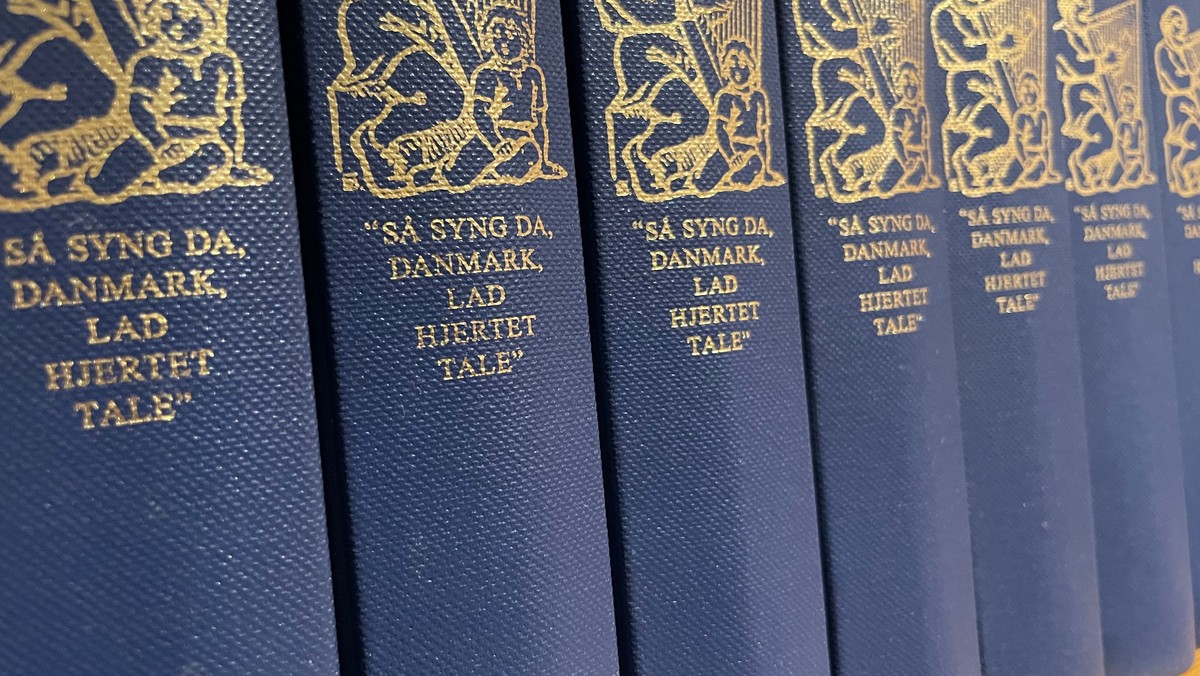 SÅ SYNG DA,
DANMARK,
LAD
HJERTET
TALE”
“SÅ SYNG DA,
DANMARK,
LAD
HJERTET
TALE”
“SÅ SYNG DA,
DANMARK,
LAD
HJERTET
TALE”
“SÅ SYNG DA,
DANMARK,
LAD
HJERTET
TALE”
“SÅ SYNG DA,
DANMARK,
LAD
HJERTET
TALE”
“SÅ SYNG DA,
DANMARK,
LAD
HJERTET
TALE”